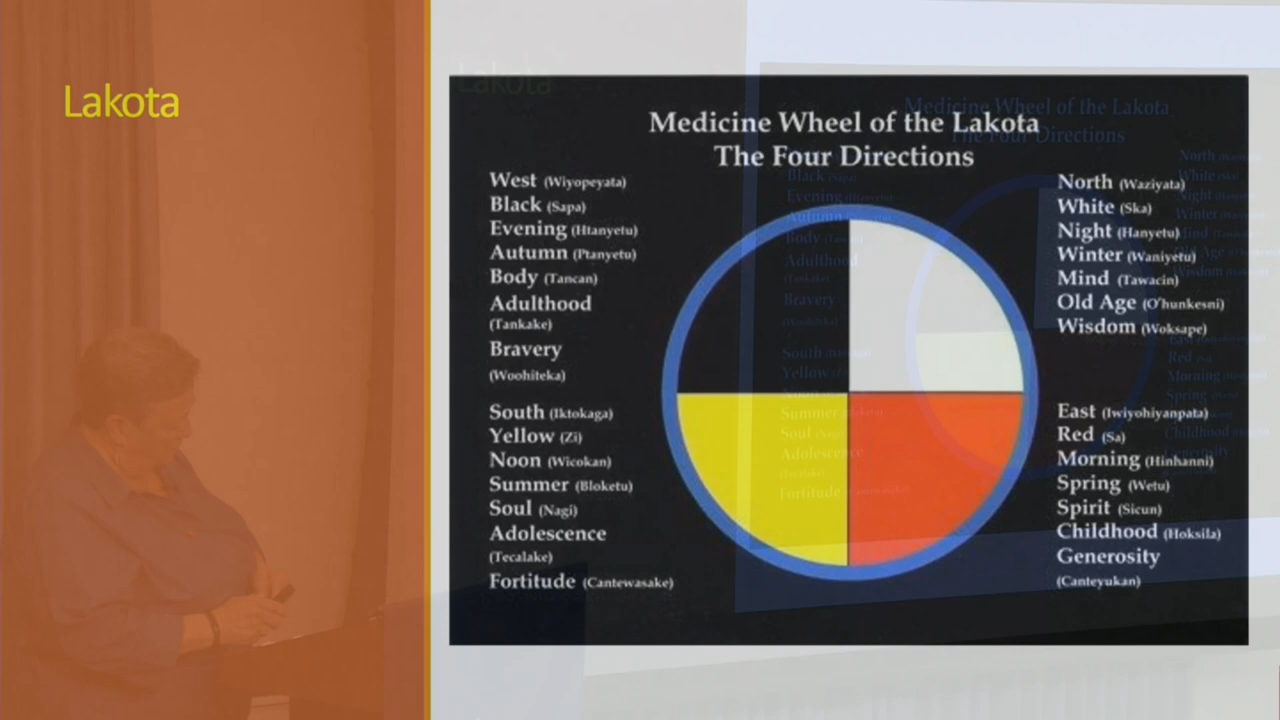 Lakota
Medicine Wheel of the Lakota
The Four Directions
West (Wiyopeyata)
Black (Sapa)
Evening (Htanyetu)
Autumn (Ptanyetu)
Body (Tancan)
Adulthood
(Tankake)
Bravery
(Woohiteka)
South (Iktokaga)
Yellow (Zi)
Noon (Wicokan)
Summer (Bloketu)
Soul (Nagi)
Adolescence
(Tecalake)
Fortitude (Cantewasake)
North (Waziyata)
White (Ska)
Night (Hanyetu)
Winter (Waniyetu)
Mind (Tawacin)
Old Age (O'hunkesni)
Wisdom (Woksape)
East (Iwiyohiyanpata)
Red (Sa)
Morning (Hinhanni)
Spring (Wetu)
Spirit (Sicun)
Childhood (Hoksila)
Generosity
(Canteyukan)